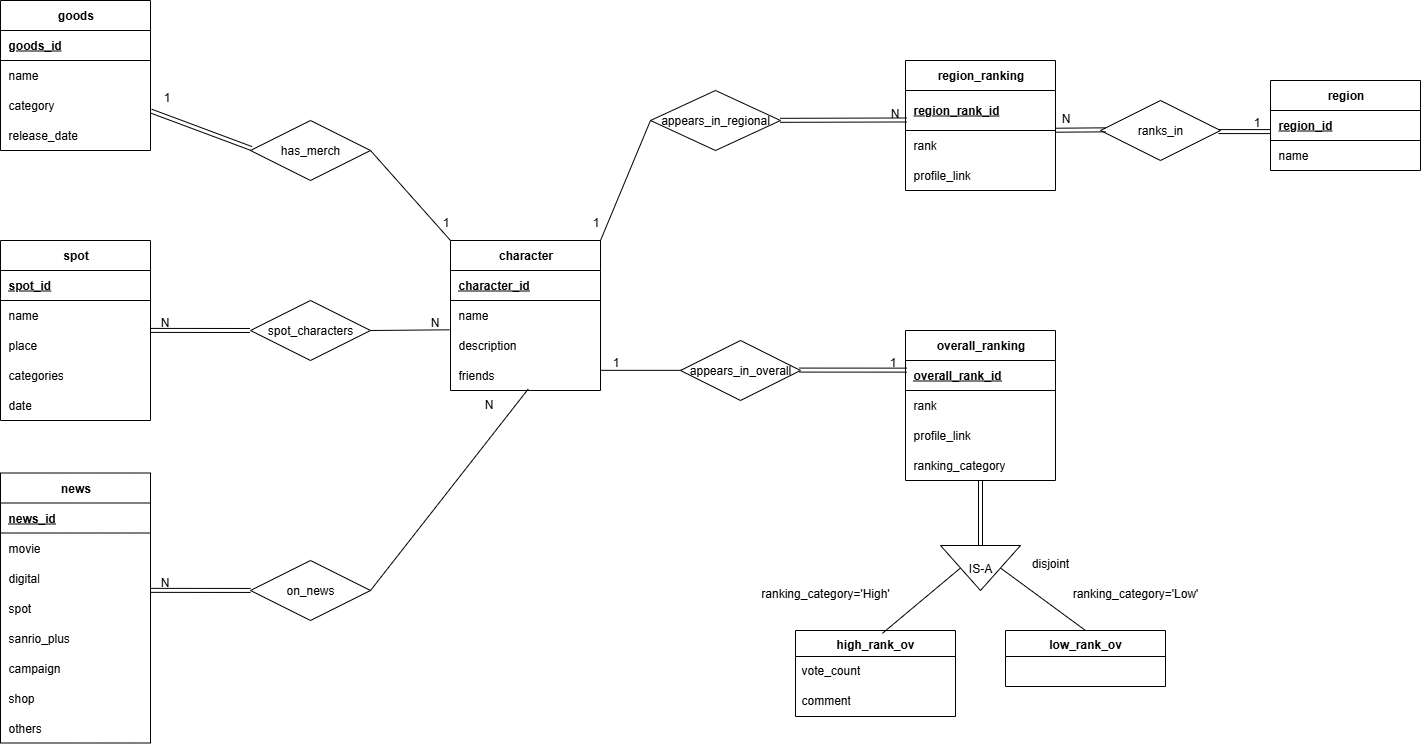 goods
goods_id
name
category
release_date
1
has_merch
1
spot
spot_id
name
place
categories
date
N
spot_characters
N
news
news_id
movie
digital
spot
sanrio_plus
campaign
shop
others
N
on_news
N
character
character_id
name
description
friends
1
appears_in_regional
N
region_ranking
region_rank_id
rank
profile_link
N
ranks_in
1
region
region_id
name
1
appears_in_overall
1
overall_ranking
overall_rank_id
rank
profile_link
ranking_category
IS-A
disjoint
ranking_category='High'
ranking_category='Low'
high_rank_ov
vote_count
comment
low_rank_ov